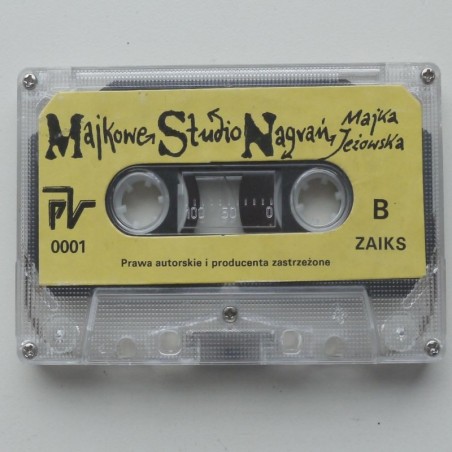 Majkowe Studio Nagrań
Majka
Jeżowska
PV
0001
100 50 0
B
ZAIKS
Prawa autorskie i producenta zastrzeżone